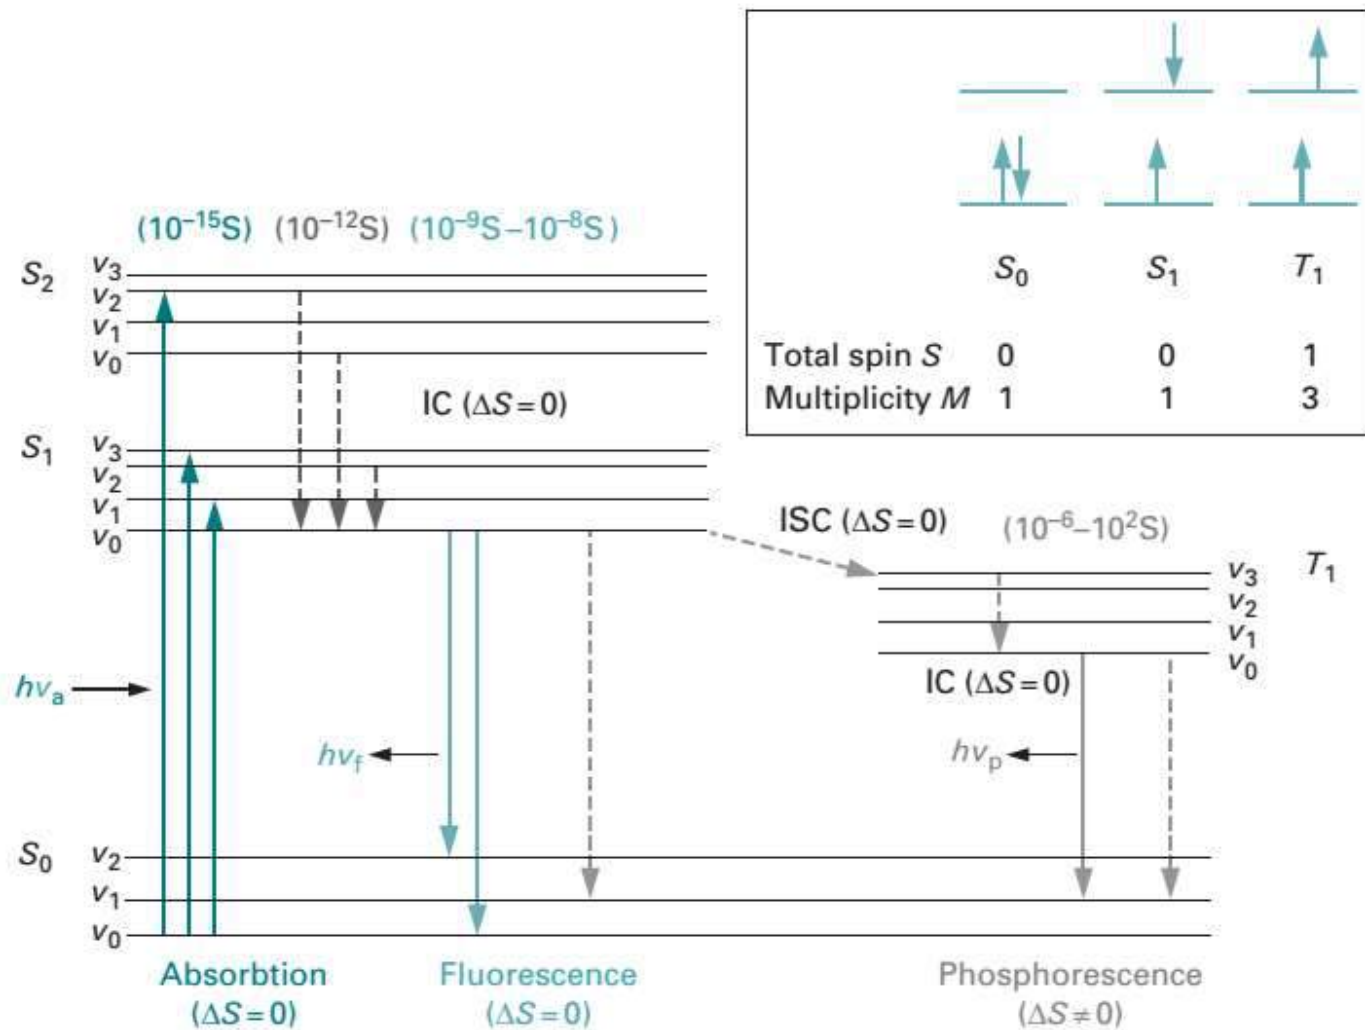 (10⁻¹⁵S) (10⁻¹²S) (10⁻⁹S–10⁻⁸S)
S₂
v₃
v₂
v₁
v₀
IC (ΔS = 0)
S₁
v₃
v₂
v₁
v₀
S₀ S₁ T₁
Total spin S 0 0 1
Multiplicity M 1 1 3
ISC (ΔS = 0) (10⁻⁶–10²S)
v₃ T₁
v₂
v₁
v₀
IC (ΔS = 0)
hvₐ
hv_f
hv_p
S₀
v₂
v₁
v₀
Absorbtion Fluorescence Phosphorescence
(ΔS = 0) (ΔS = 0) (ΔS ≠ 0)